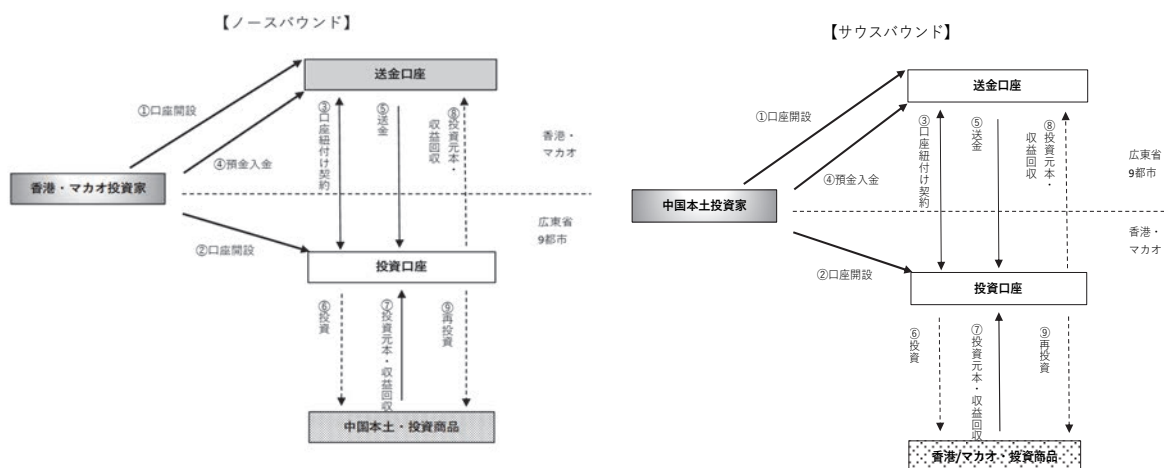 【ノースバウンド】
送金口座
①口座開設
④預金入金
③口座紐付け契約
⑤送金
⑧投資元本・
収益回収
香港・
マカオ
香港・マカオ投資家
②口座開設
広東省
9都市
投資口座
⑥投資
⑦投資元本・収益回収
⑨再投資
中国本土・投資商品
【サウスバウンド】
送金口座
①口座開設
④預金入金
③口座紐付け契約
⑤送金
⑧投資元本・
収益回収
広東省
9都市
中国本土投資家
②口座開設
香港・
マカオ
投資口座
⑥投資
⑦投資元本・収益回収
⑨再投資
香港/マカオ・投資商品